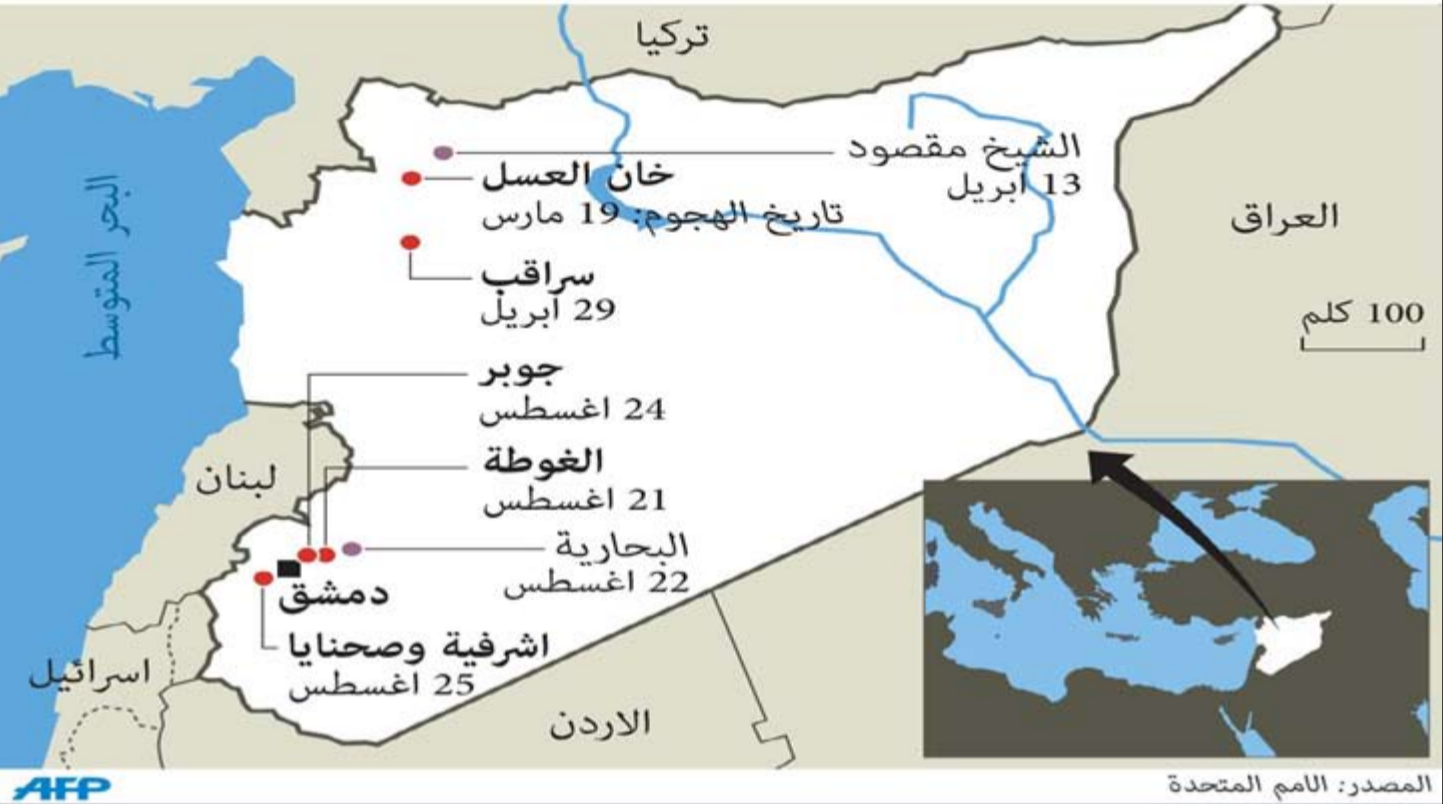 تركيا
الشيخ مقصود
13 ابريل
خان العسل
تاريخ الهجوم: 19 مارس
العراق
سراقب
29 ابريل
100 كلم
جوبر
24 اغسطس
البحر المتوسط
الغوطة
21 اغسطس
لبنان
البحارية
22 اغسطس
دمشق
اشرفية وصحنايا
25 اغسطس
اسرائيل
الاردن
المصدر: الامم المتحدة
AFP